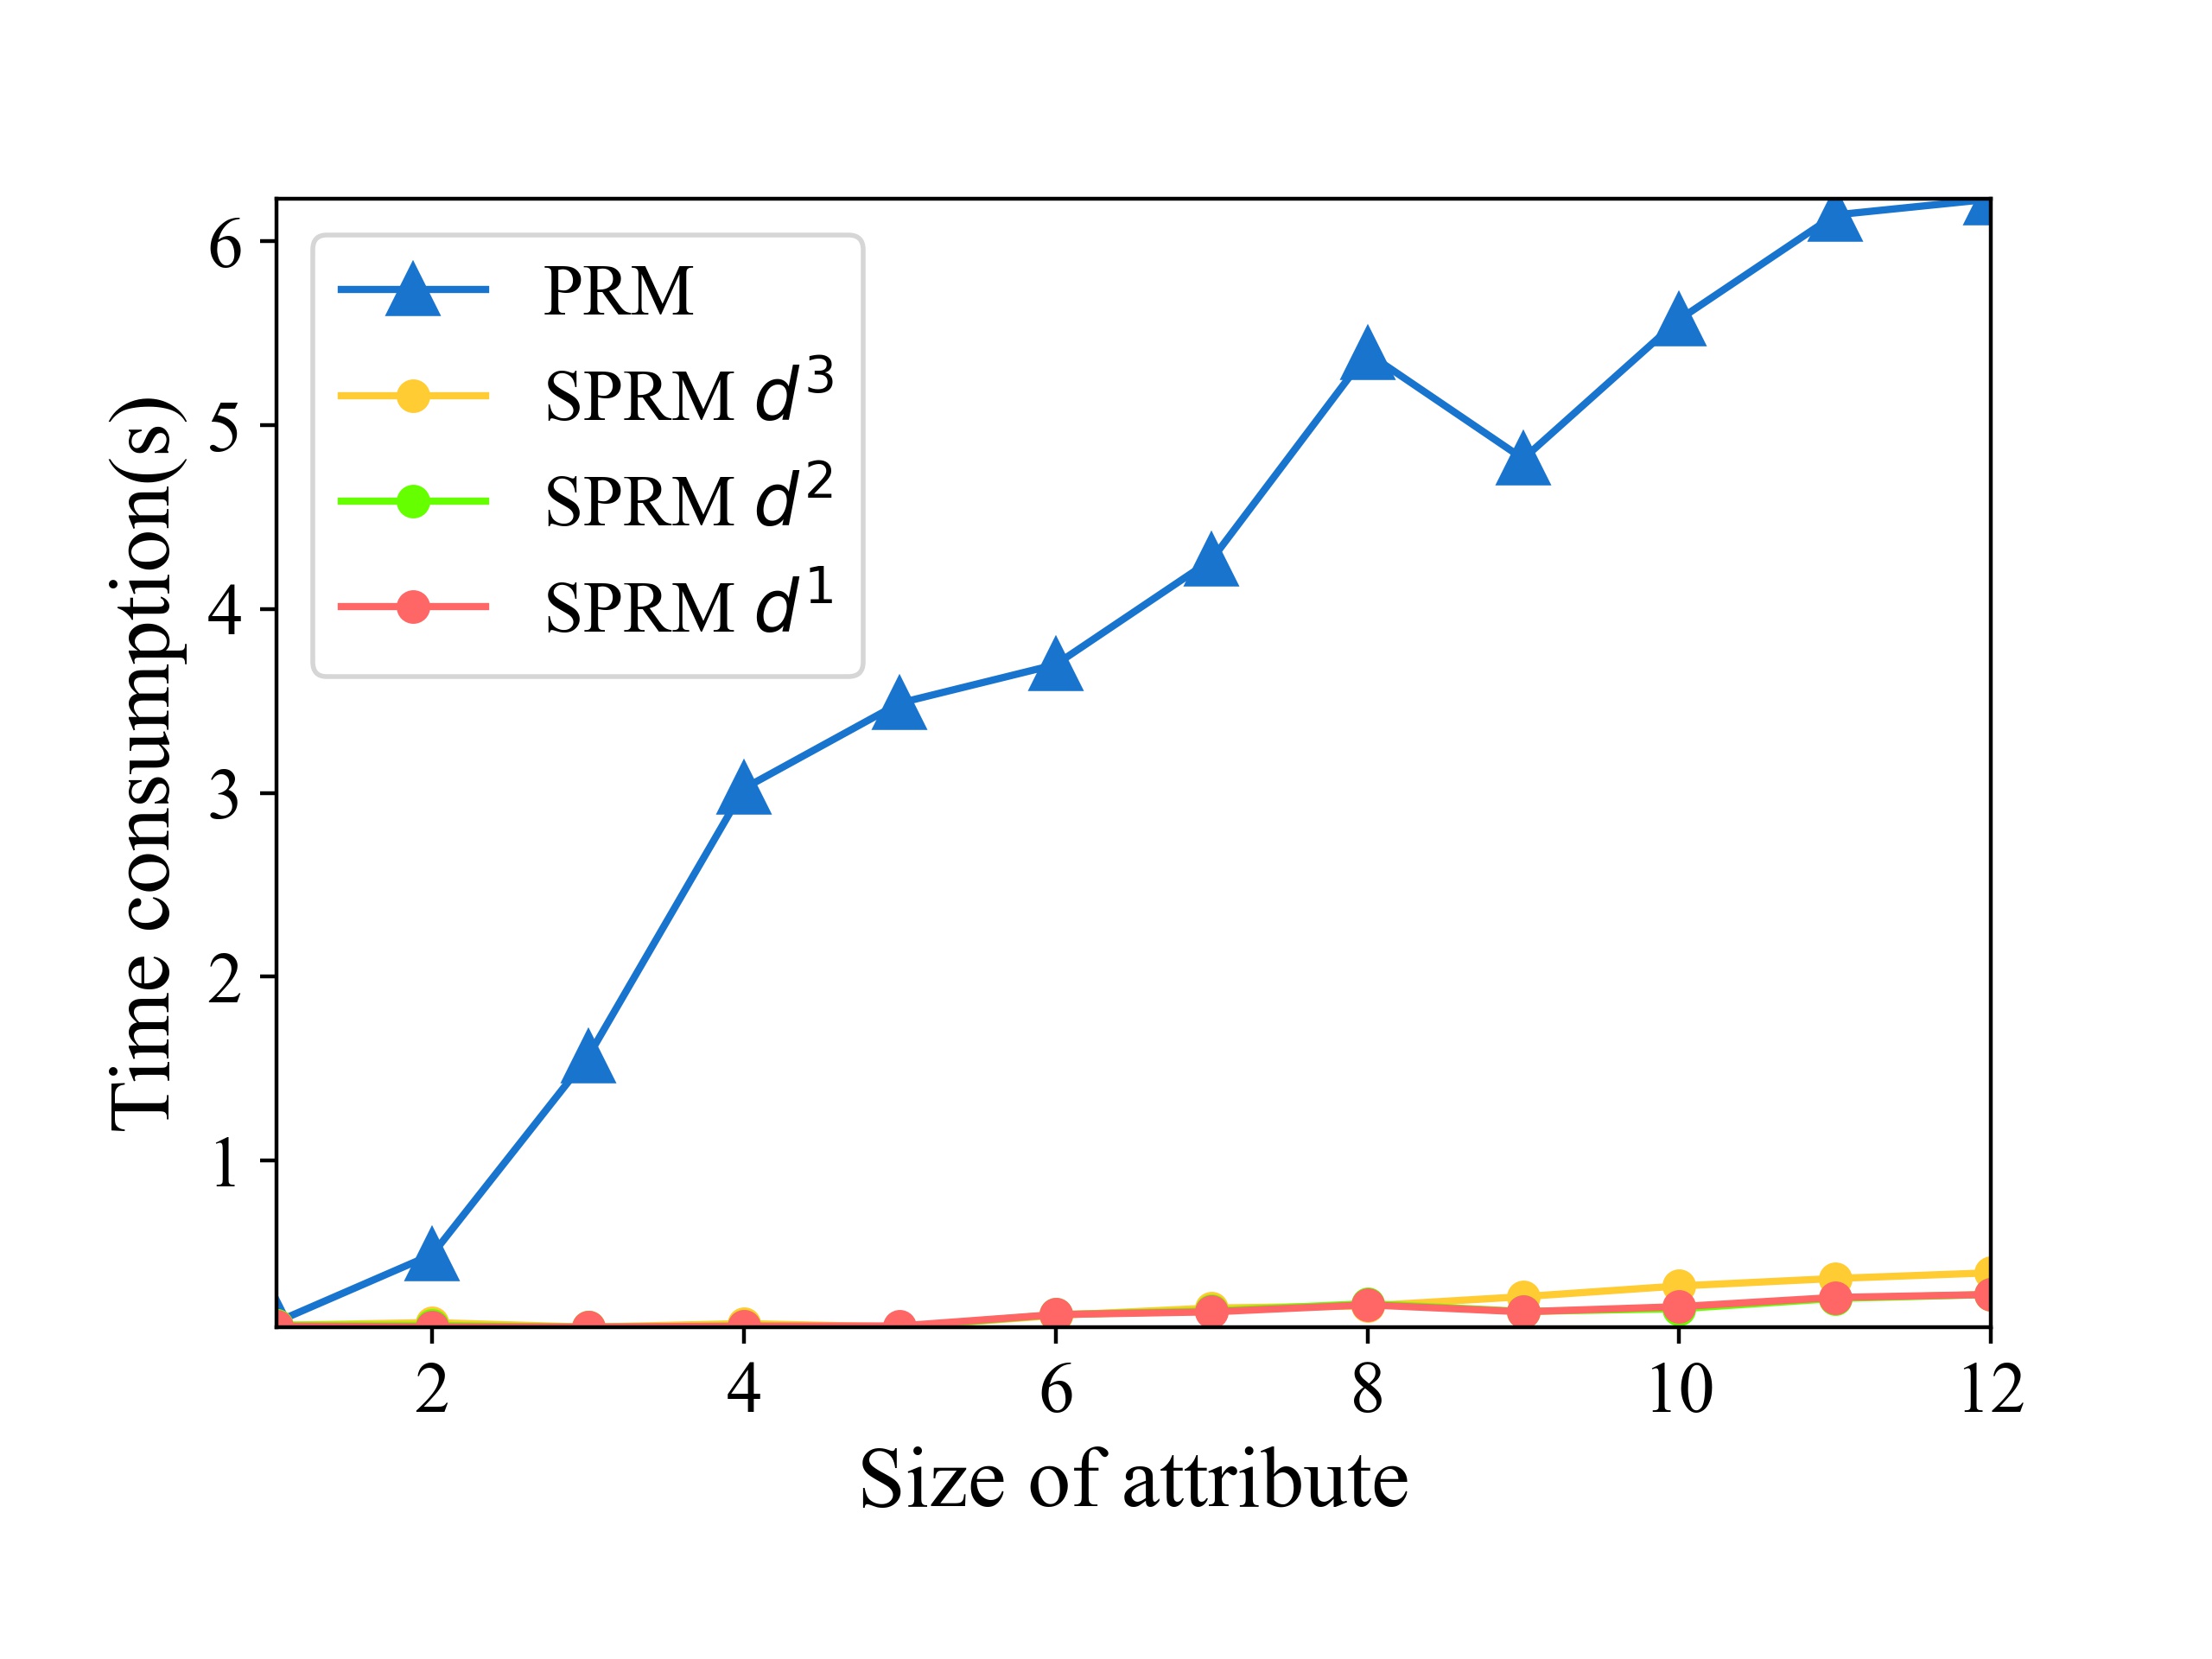 6
5
4
3
2
1
Time consumption(s)
PRM
SPRM d³
SPRM d²
SPRM d¹
2 4 6 8 10 12
Size of attribute